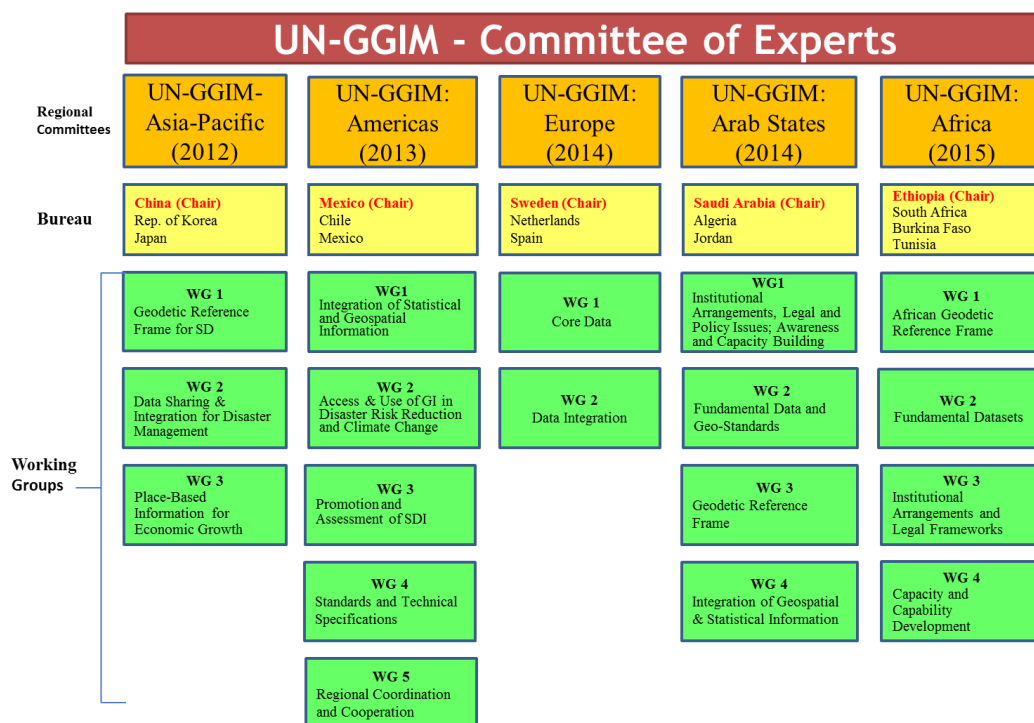 UN-GGIM - Committee of Experts
Regional
Committees
UN-GGIM-
Asia-Pacific
(2012)
UN-GGIM:
Americas
(2013)
UN-GGIM:
Europe
(2014)
UN-GGIM:
Arab States
(2014)
UN-GGIM:
Africa
(2015)
Bureau
China (Chair)
Rep. of Korea
Japan
Mexico (Chair)
Chile
Mexico
Sweden (Chair)
Netherlands
Spain
Saudi Arabia (Chair)
Algeria
Jordan
Ethiopia (Chair)
South Africa
Burkina Faso
Tunisia
Working
Groups
WG 1
Geodetic Reference
Frame for SD
WG1
Integration of Statistical
and Geospatial
Information
WG 1
Core Data
WG1
Institutional
Arrangements, Legal and
Policy Issues; Awareness
and Capacity Building
WG 1
African Geodetic
Reference Frame
WG 2
Data Sharing &
Integration for Disaster
Management
WG 2
Access & Use of GI in
Disaster Risk Reduction
and Climate Change
WG 2
Data Integration
WG 2
Fundamental Data and
Geo-Standards
WG 2
Fundamental Datasets
WG 3
Place-Based
Information for
Economic Growth
WG 3
Promotion and
Assessment of SDI
WG 3
Geodetic Reference
Frame
WG 3
Institutional
Arrangements and
Legal Frameworks
WG 4
Standards and Technical
Specifications
WG 4
Integration of Geospatial
& Statistical Information
WG 4
Capacity and
Capability
Development
WG 5
Regional Coordination
and Cooperation